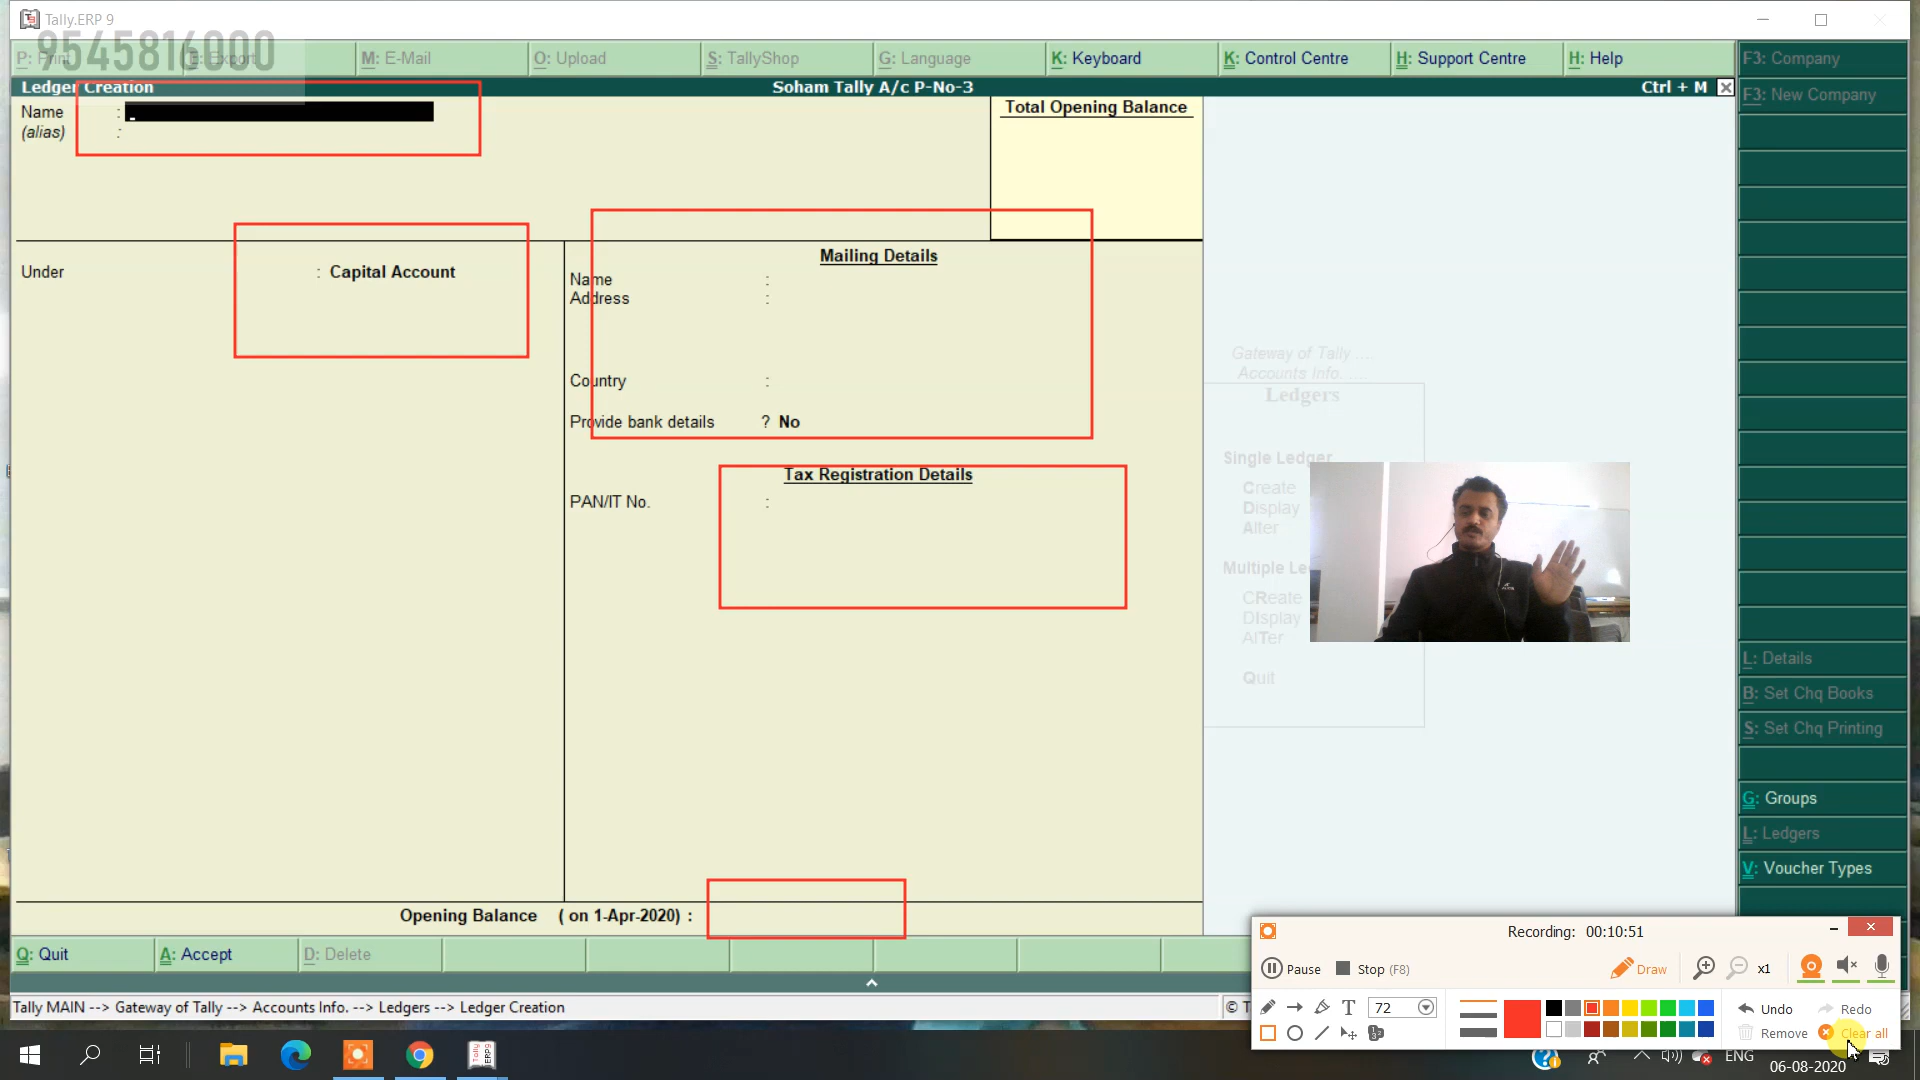 Tally.ERP 9
9545816000
P: Print
E: Export
M: E-Mail
O: Upload
S: TallyShop
G: Language
K: Keyboard
K: Control Centre
H: Support Centre
H: Help
F3: Company
Ledger Creation
Soham Tally A/c P-No-3
Ctrl + M
F3: New Company
Name :
(alias) :
Total Opening Balance
Under : Capital Account
Mailing Details
Name :
Address :
Country :
Provide bank details ? No
Tax Registration Details
PAN/IT No. :
Gateway of Tally .....
Accounts Info. ....
Ledgers
Single Ledger
Create
Display
Alter
Multiple Le
CReate
DIsplay
AlTer
Quit
L: Details
B: Set Chq Books
S: Set Chq Printing
G: Groups
L: Ledgers
V: Voucher Types
Opening Balance ( on 1-Apr-2020) :
Q: Quit
A: Accept
D: Delete
Tally MAIN --> Gateway of Tally --> Accounts Info. --> Ledgers --> Ledger Creation
© T
Recording: 00:10:51
Pause
Stop (F8)
Draw
x1
T
72
Undo
Redo
Remove
Clear all
ENG
06-08-2020